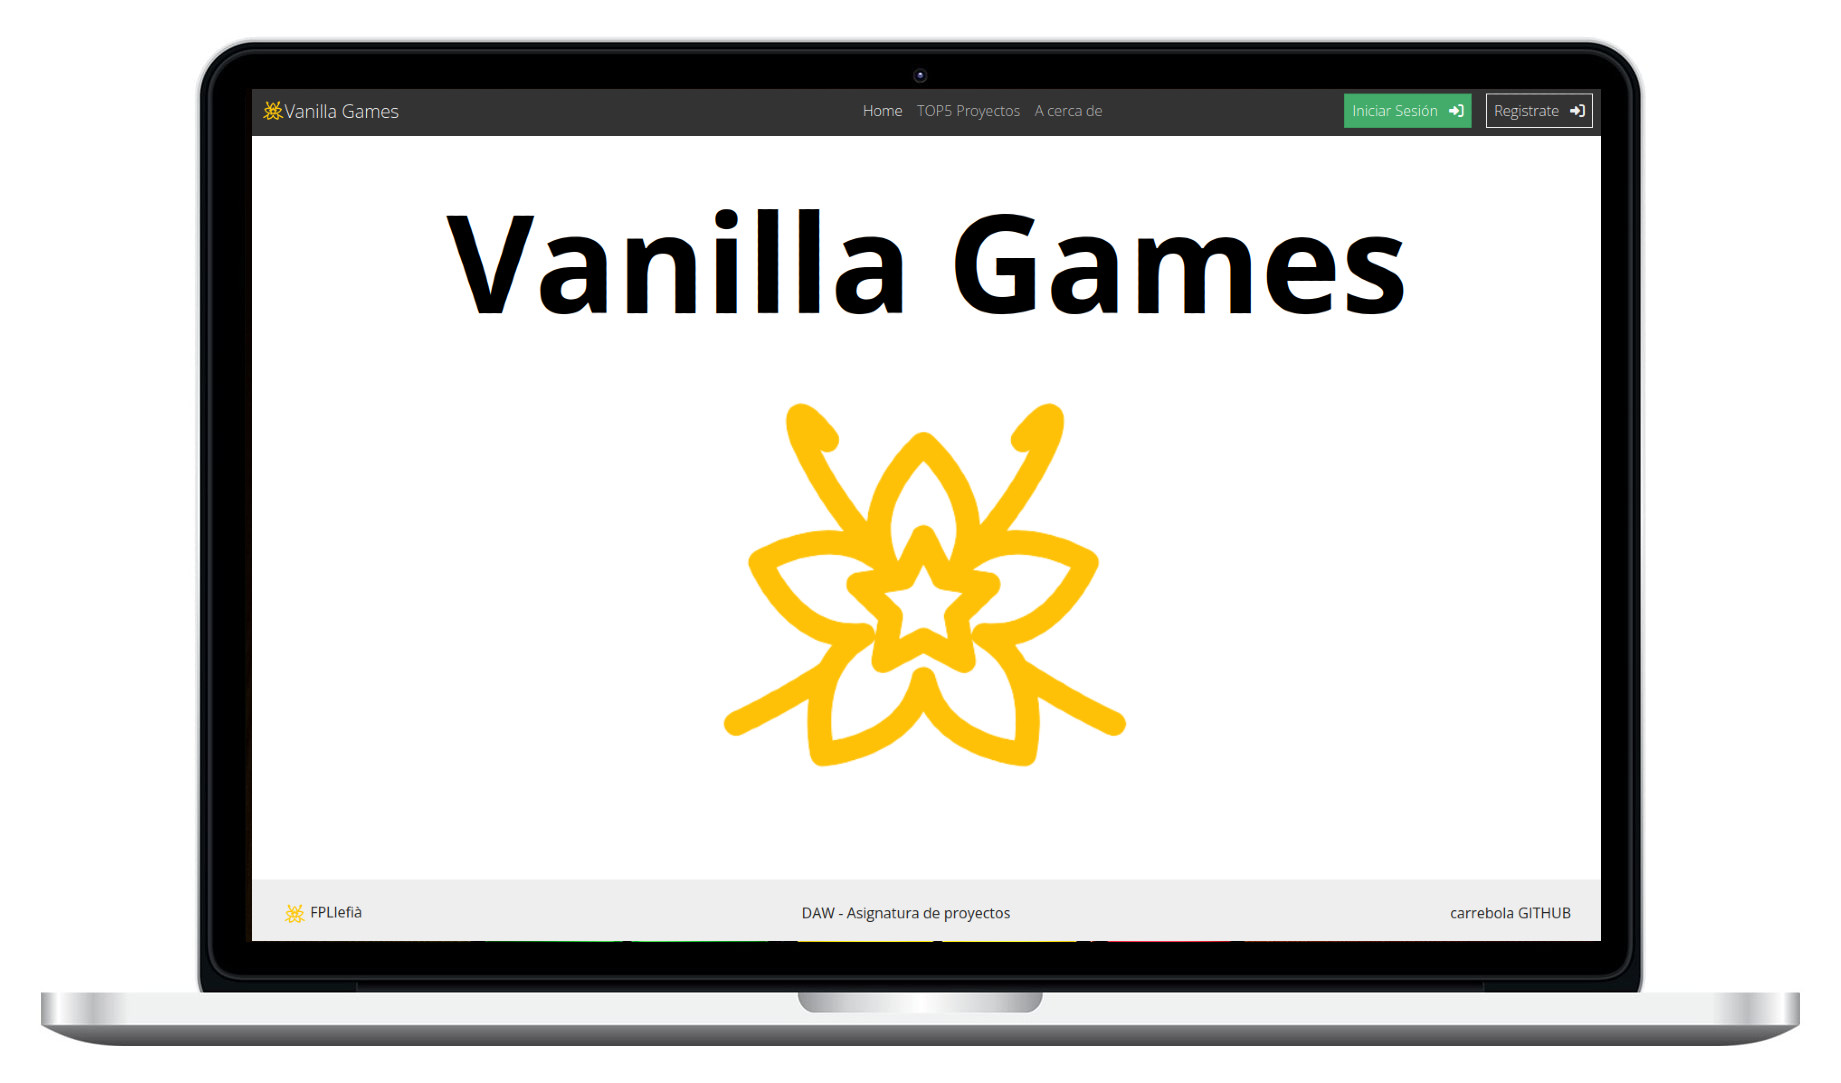 Vanilla Games
Home TOP5 Proyectos A cerca de
Iniciar Sesión
Registrate
Vanilla Games
FPLlefià
DAW - Asignatura de proyectos
carrebola GITHUB